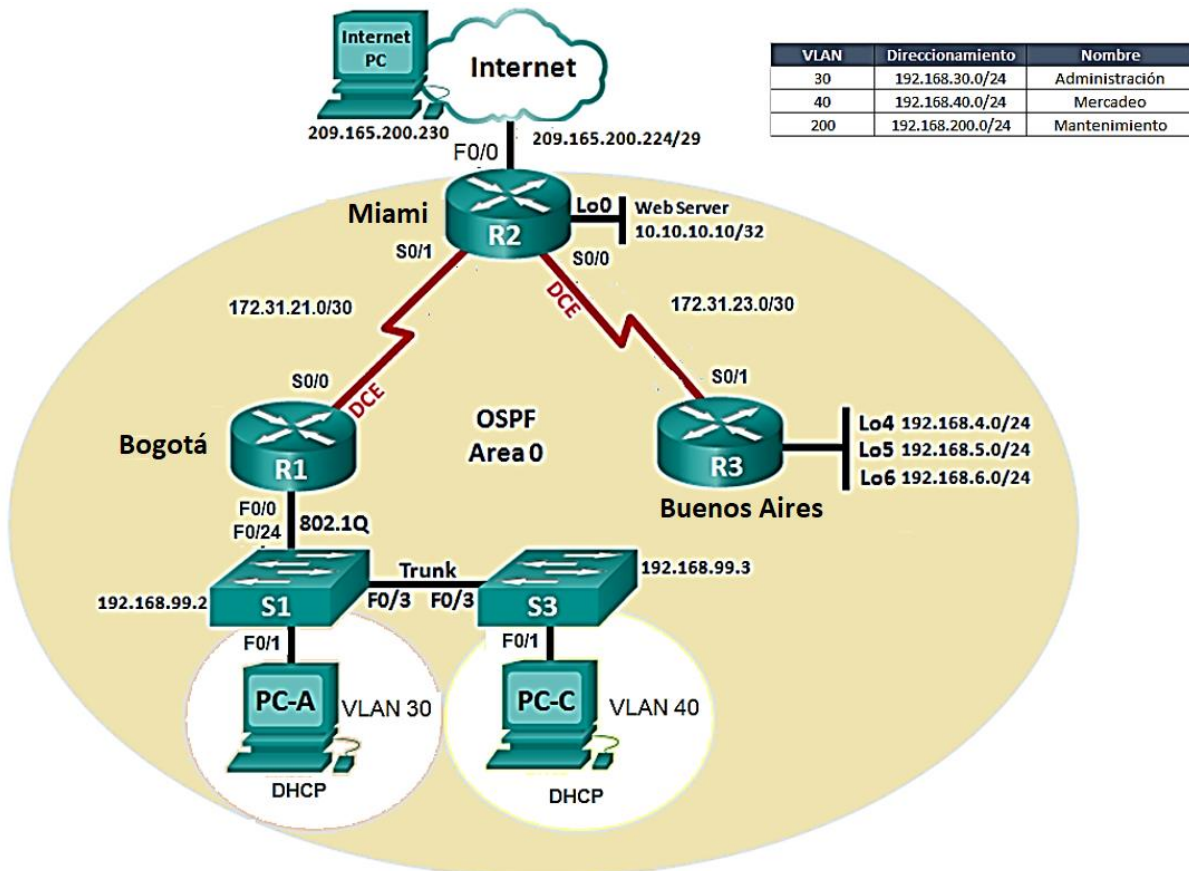 Internet
PC
Internet
209.165.200.230
209.165.200.224/29
F0/0
VLAN Direccionamiento Nombre
30 192.168.30.0/24 Administración
40 192.168.40.0/24 Mercadeo
200 192.168.200.0/24 Mantenimiento
Miami
R2
Lo0
Web Server
10.10.10.10/32
S0/1
S0/0
DCE
172.31.21.0/30
172.31.23.0/30
S0/0
DCE
S0/1
Bogotá
R1
OSPF
Area 0
R3
Buenos Aires
Lo4 192.168.4.0/24
Lo5 192.168.5.0/24
Lo6 192.168.6.0/24
F0/0
F0/24
802.1Q
192.168.99.2
S1
Trunk
F0/3 F0/3
S3
192.168.99.3
F0/1
F0/1
PC-A
VLAN 30
DHCP
PC-C
VLAN 40
DHCP